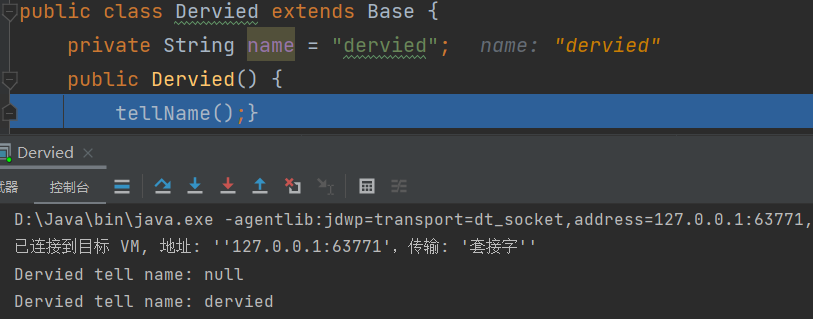 public class Dervied extends Base {
private String name = "dervied"; name: "dervied"
public Dervied() {
tellName();}
Dervied ×
试器 控制台
D:\Java\bin\java.exe -agentlib:jdwp=transport=dt_socket,address=127.0.0.1:63771,
已连接到目标 VM, 地址: ''127.0.0.1:63771', 传输: '套接字''
Dervied tell name: null
Dervied tell name: dervied